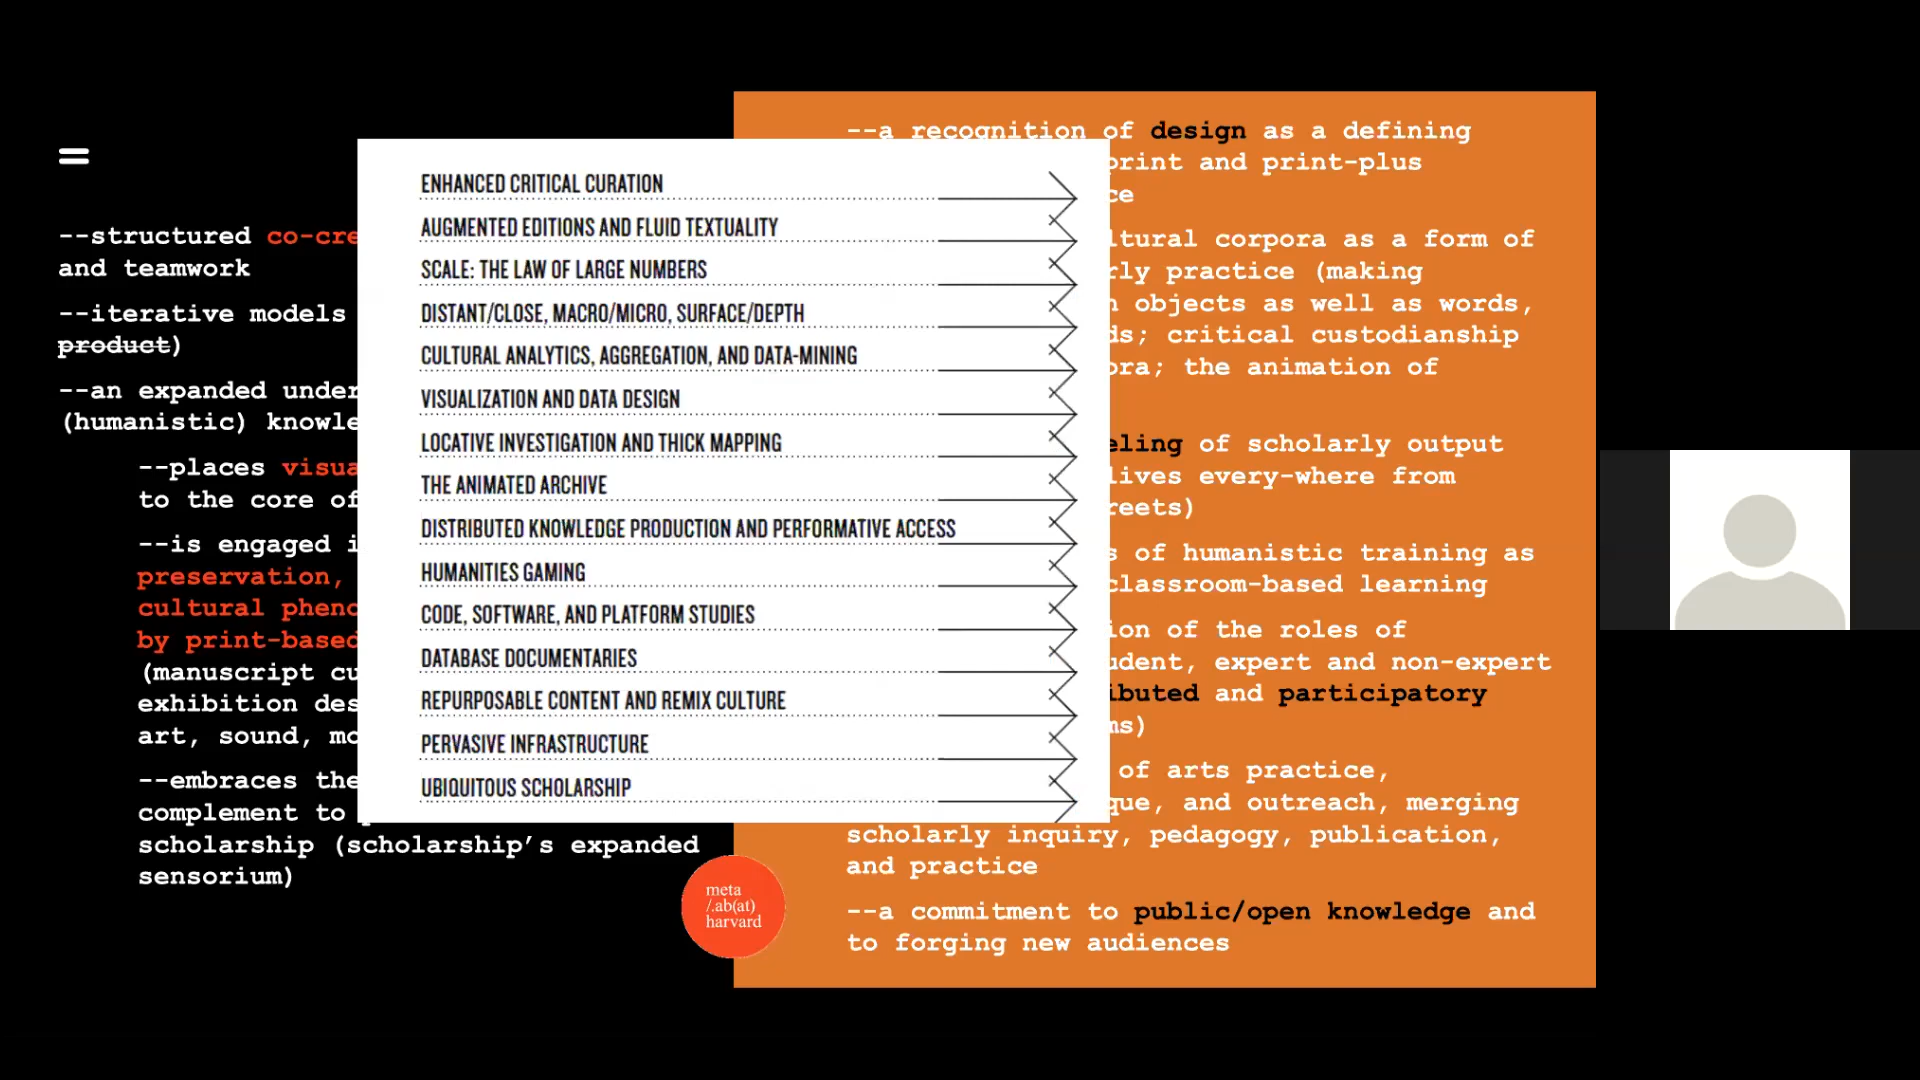 =
--structured co-cre
and teamwork
--iterative models
product)
--an expanded under
(humanistic) knowle
--places visua
to the core of
--is engaged i
preservation,
cultural pheno
by print-based
(manuscript cu
exhibition des
art, sound, mo
--embraces the
complement to
scholarship (scholarship’s expanded
sensorium)
ENHANCED CRITICAL CURATION
AUGMENTED EDITIONS AND FLUID TEXTUALITY
SCALE: THE LAW OF LARGE NUMBERS
DISTANT/CLOSE, MACRO/MICRO, SURFACE/DEPTH
CULTURAL ANALYTICS, AGGREGATION, AND DATA-MINING
VISUALIZATION AND DATA DESIGN
LOCATIVE INVESTIGATION AND THICK MAPPING
THE ANIMATED ARCHIVE
DISTRIBUTED KNOWLEDGE PRODUCTION AND PERFORMATIVE ACCESS
HUMANITIES GAMING
CODE, SOFTWARE, AND PLATFORM STUDIES
DATABASE DOCUMENTARIES
REPURPOSABLE CONTENT AND REMIX CULTURE
PERVASIVE INFRASTRUCTURE
UBIQUITOUS SCHOLARSHIP
--a recognition of design as a defining
print and print-plus
ce
ltural corpora as a form of
rly practice (making
objects as well as words,
ds; critical custodianship
ora; the animation of
eling of scholarly output
lives every-where from
reets)
s of humanistic training as
classroom-based learning
ion of the roles of
udent, expert and non-expert
ibuted and participatory
ms)
of arts practice,
que, and outreach, merging
scholarly inquiry, pedagogy, publication,
and practice
--a commitment to public/open knowledge and
to forging new audiences
meta
/.ab(at)
harvard